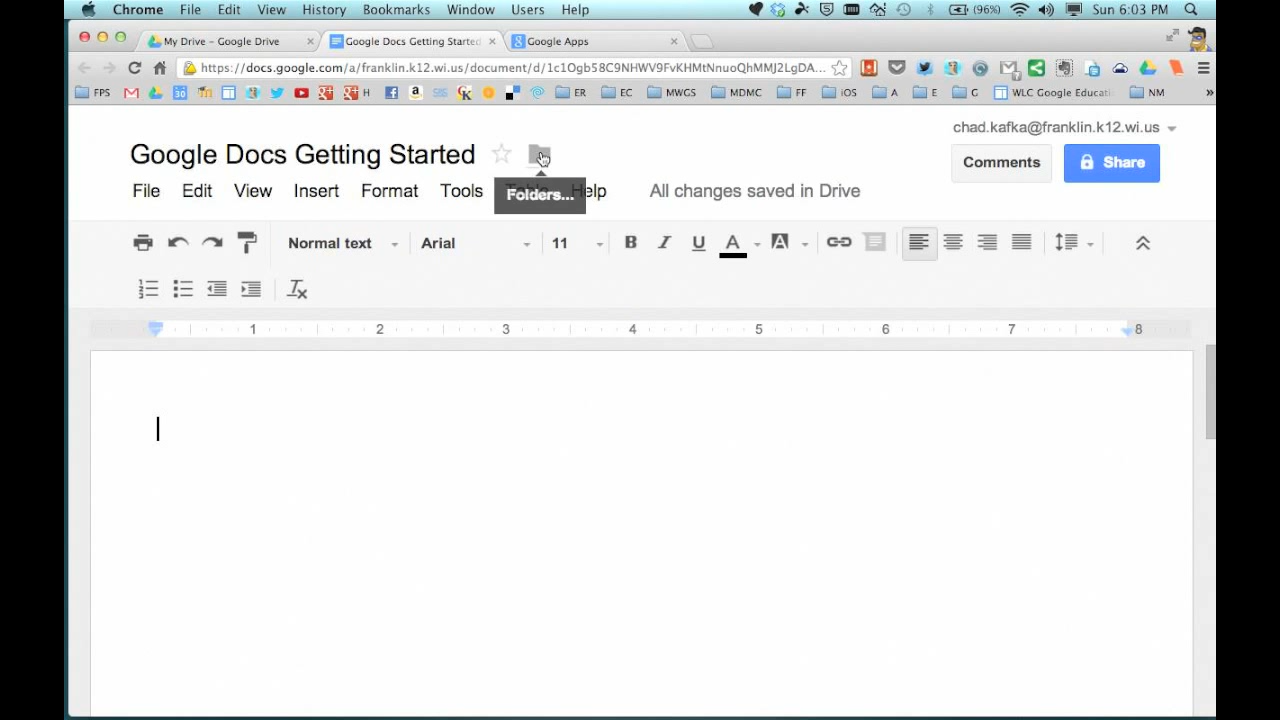 Chrome File Edit View History Bookmarks Window Users Help (96%) Sun 6:03 PM
My Drive – Google Drive Google Docs Getting Started Google Apps
https://docs.google.com/a/franklin.k12.wi.us/document/d/1c1Ogb58C9NHWV9FvKHMtNnuoQhMMJ2LgDA...
FPS 30 H ER EC MWGS MDMC FF iOS A E G WLC Google Educati NM »
chad.kafka@franklin.k12.wi.us
Google Docs Getting Started
Comments Share
File Edit View Insert Format Tools Help All changes saved in Drive
Folders...
Normal text Arial 11 B I U A A
1 2 3 4 5 6 7 8